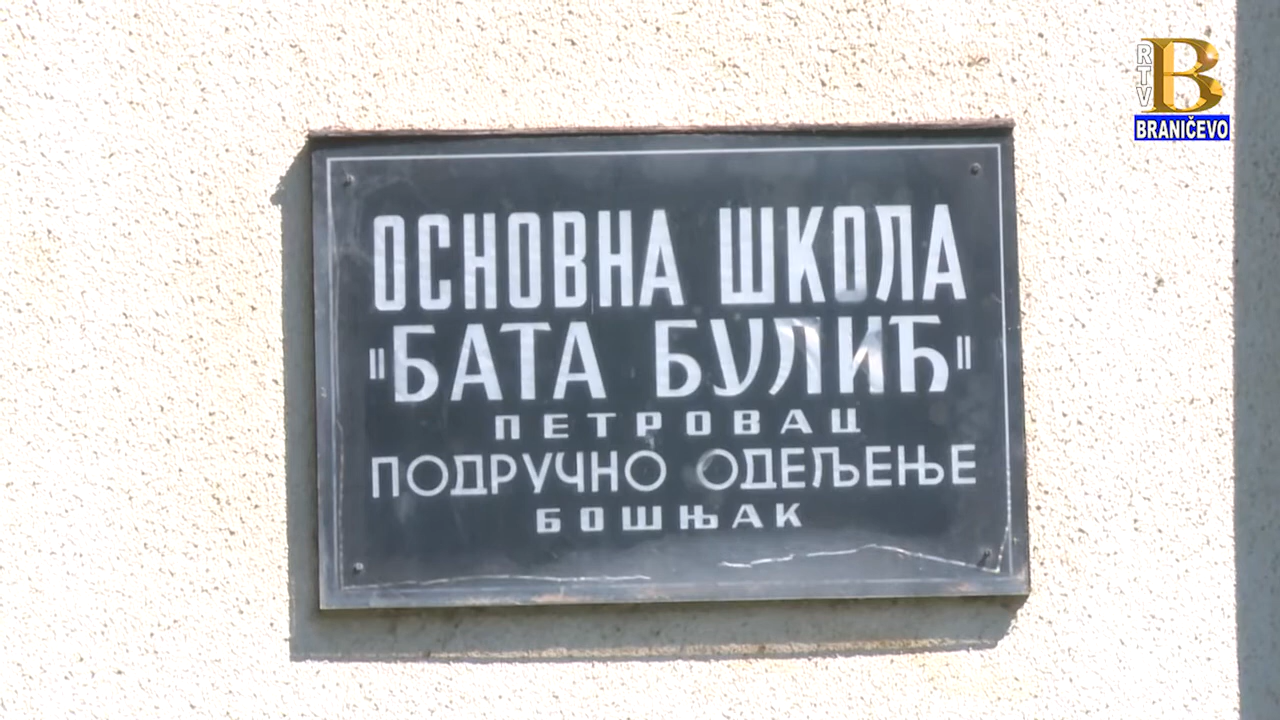 RTV B
BRANIČEVO
ОСНОВНА ШКОЛА
"БАТА БУЛИЋ"
ПЕТРОВАЦ
ПОДРУЧНО ОДЕЉЕЊЕ
БОШЊАК